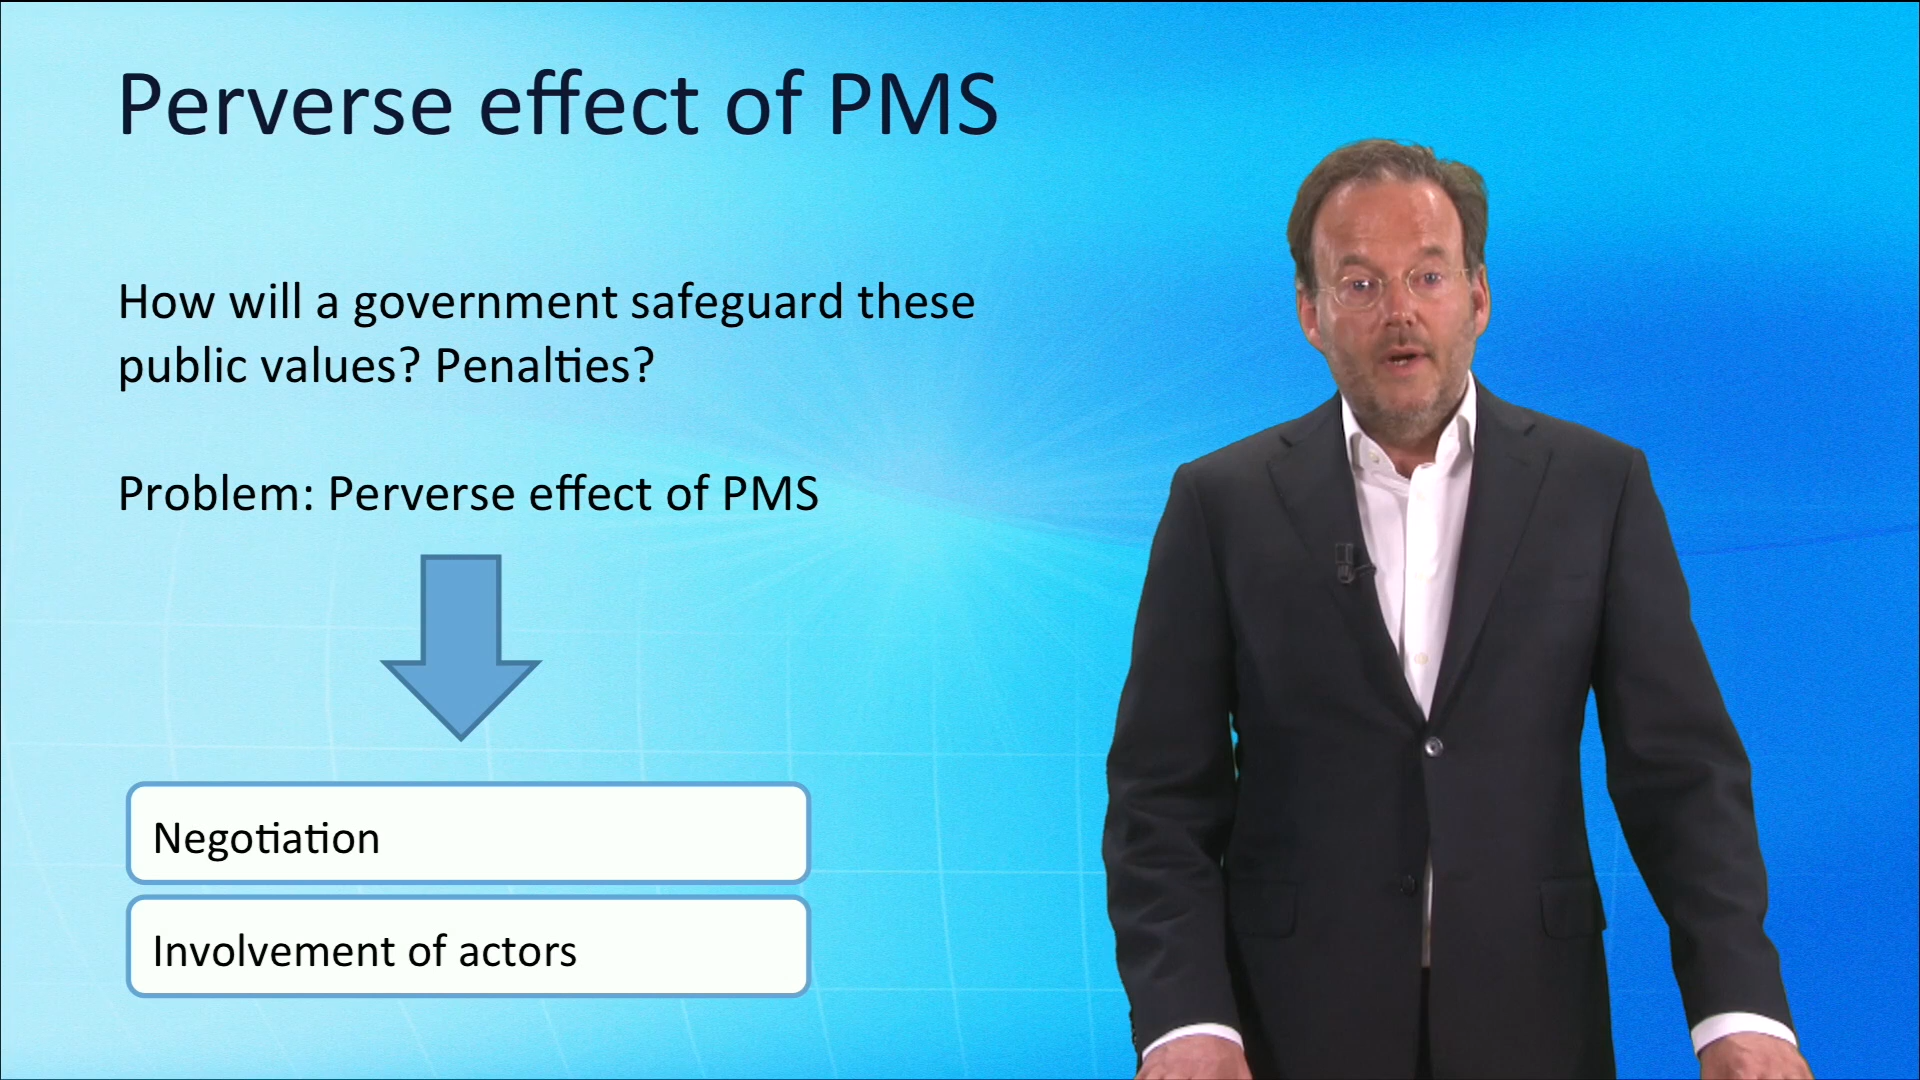 Perverse effect of PMS
How will a government safeguard these
public values? Penalties?
Problem: Perverse effect of PMS
Negotiation
Involvement of actors